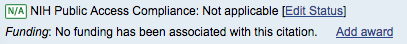 N/A NIH Public Access Compliance: Not applicable [Edit Status]
Funding: No funding has been associated with this citation. Add award